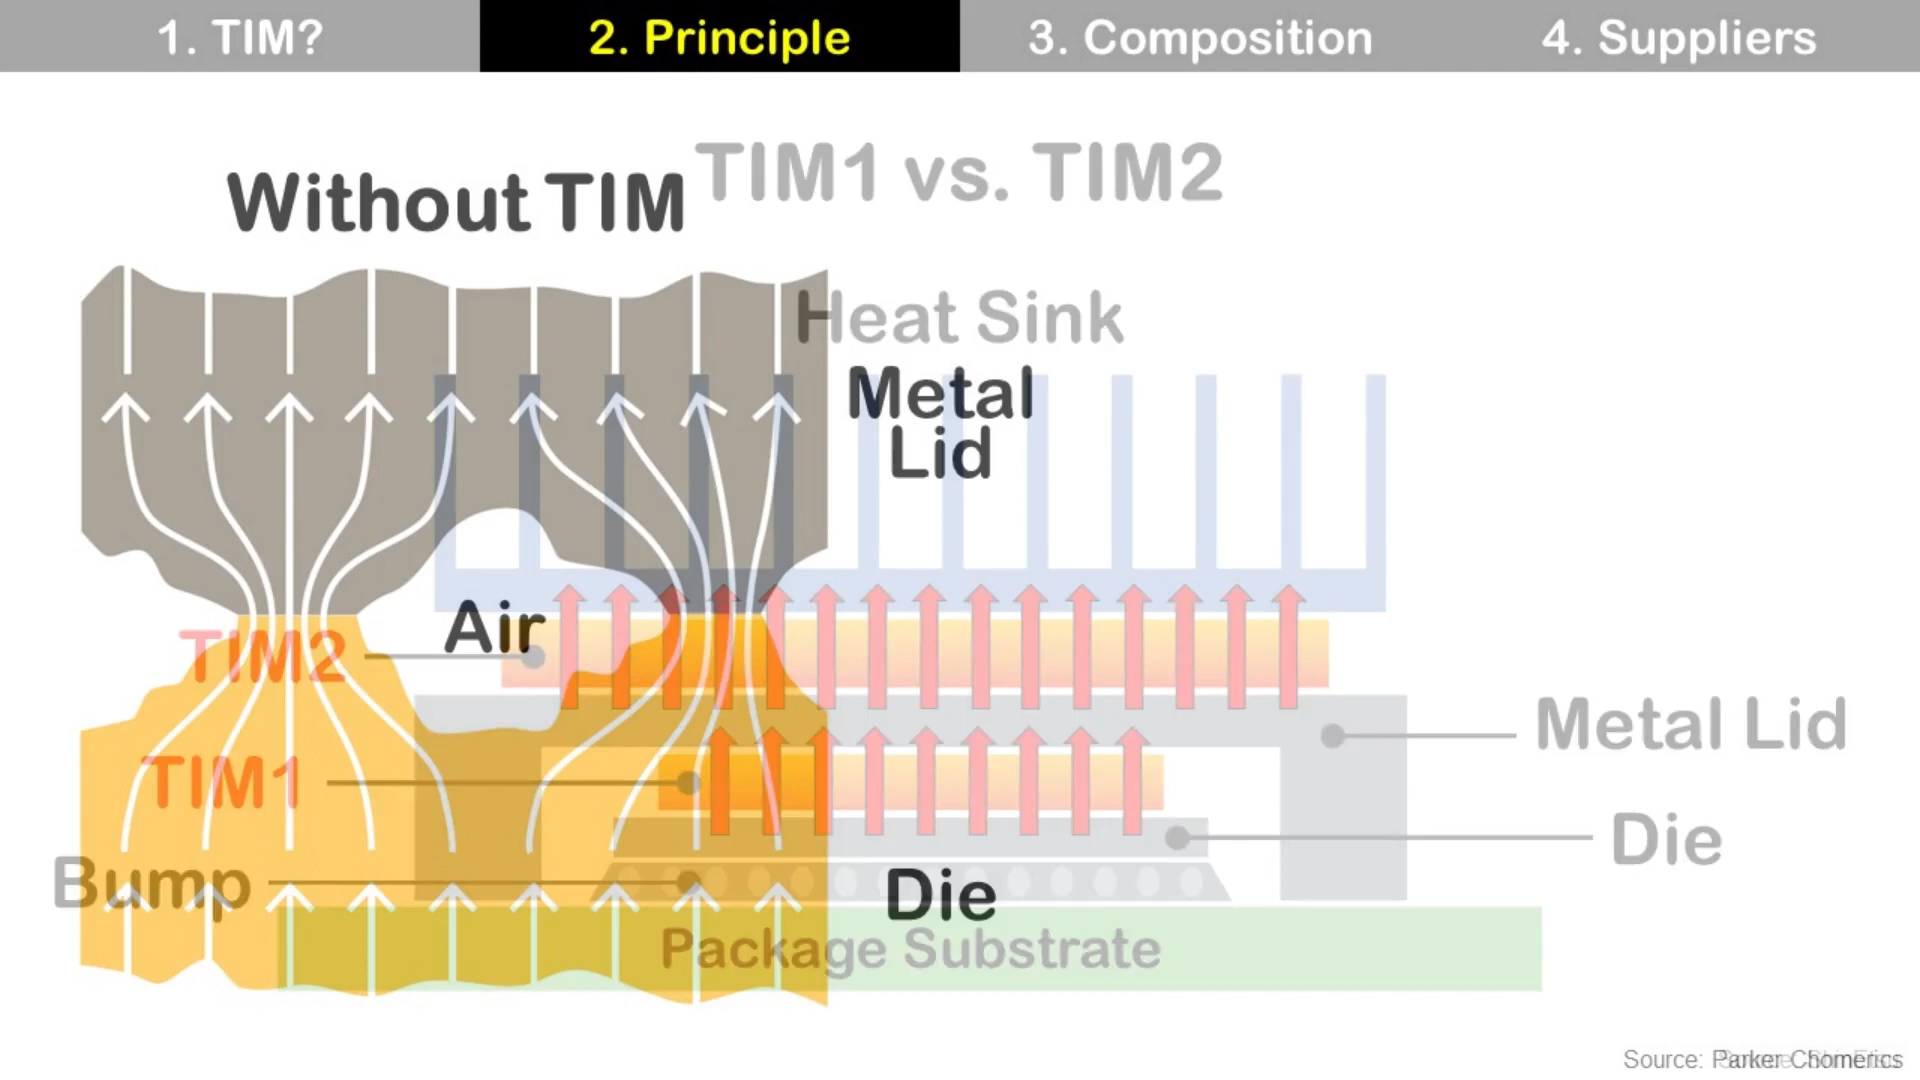 1. TIM?
2. Principle
3. Composition
4. Suppliers
TIM1 vs. TIM2
Without TIM
Heat Sink
Metal
Lid
Air
TIM2
Metal Lid
TIM1
Die
Bump
Die
Package Substrate
Source: Parker Chomerics